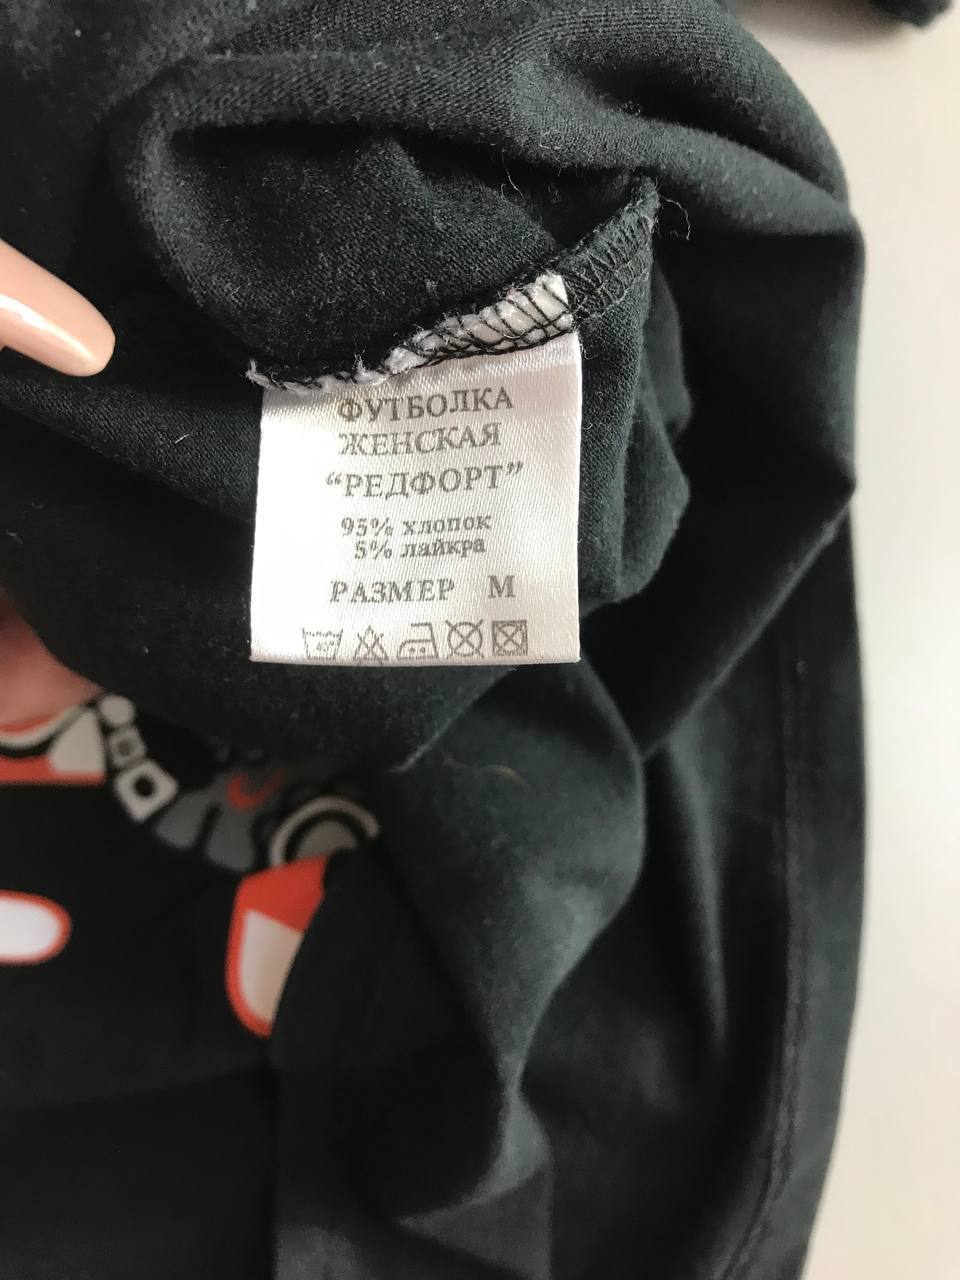 ФУТБОЛКА
ЖЕНСКАЯ
“РЕДФОРТ”
95% хлопок
5% лайкра
РАЗМЕР M